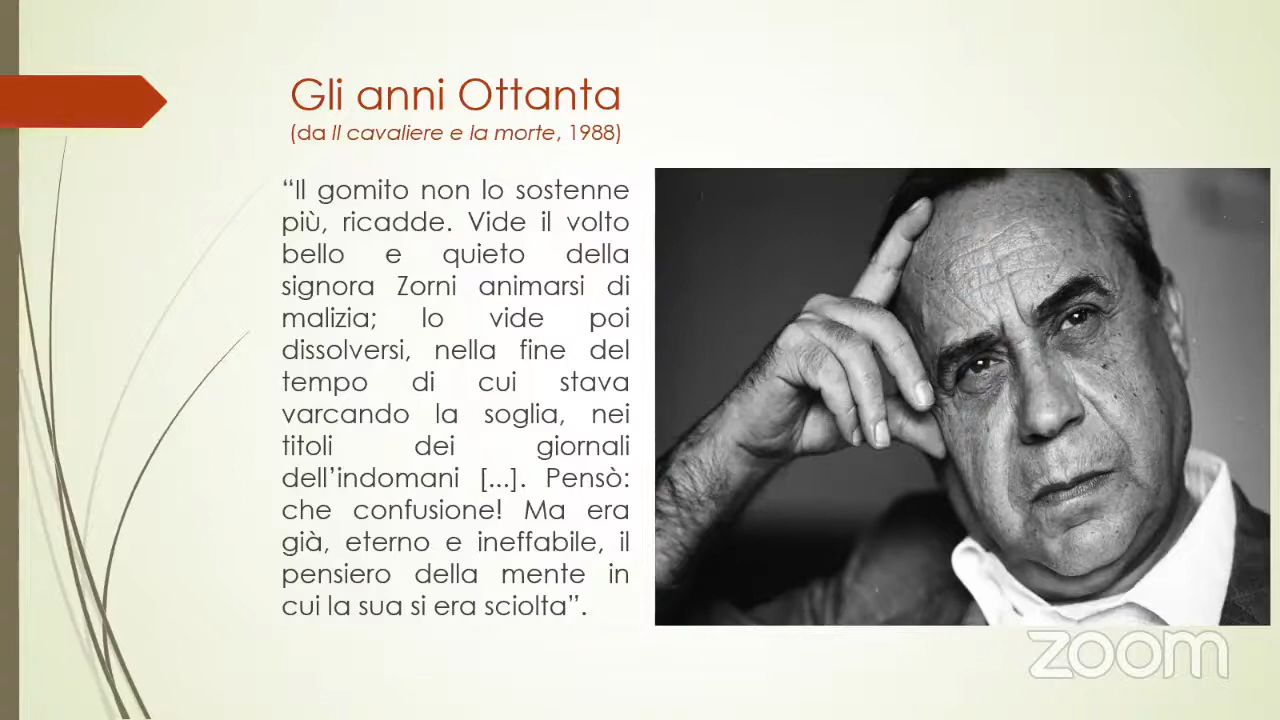 Gli anni Ottanta
(da Il cavaliere e la morte, 1988)
“Il gomito non lo sostenne
più, ricadde. Vide il volto
bello e quieto della
signora Zorni animarsi di
malizia; lo vide poi
dissolversi, nella fine del
tempo di cui stava
varcando la soglia, nei
titoli dei giornali
dell’indomani [...]. Pensò:
che confusione! Ma era
già, eterno e ineffabile, il
pensiero della mente in
cui la sua si era sciolta”.
zoom